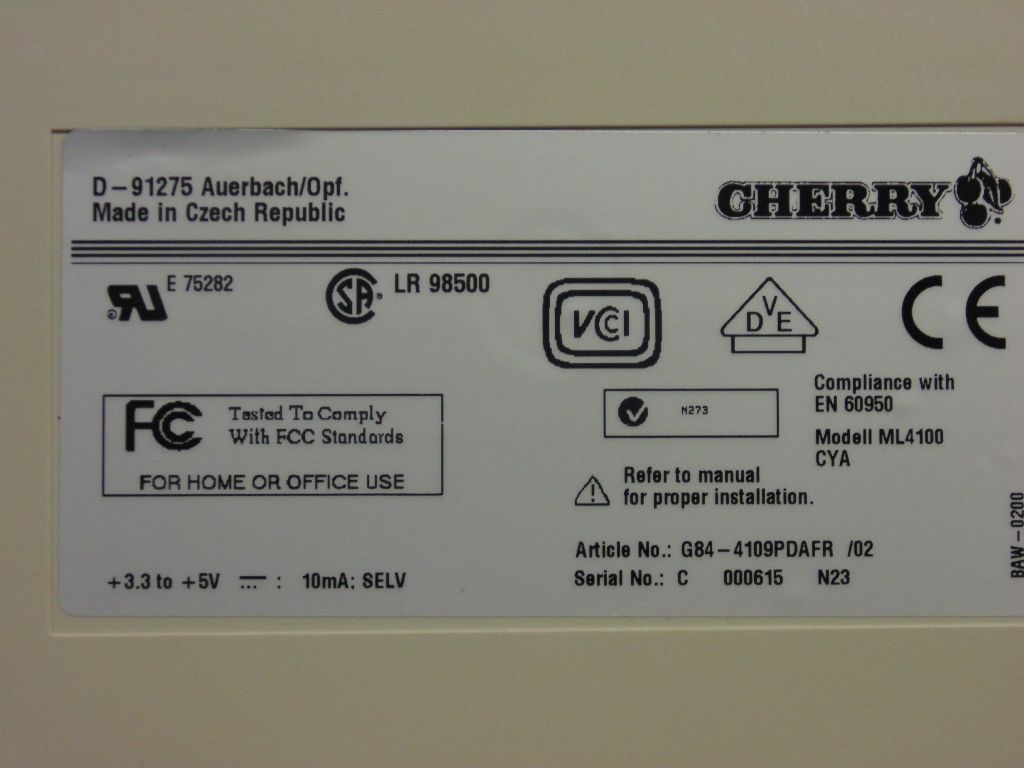 D-91275 Auerbach/Opf.
Made in Czech Republic
CHERRY
E 75282
LR 98500
VCCI
VDE
CE
FC Tested To Comply
With FCC Standards
FOR HOME OR OFFICE USE
N273
Compliance with
EN 60950
Modell ML4100
CYA
Refer to manual
for proper installation.
Article No.: G84-4109PDAFR /02
Serial No.: C 000615 N23
+3.3 to +5V : 10mA; SELV
BAW-0200